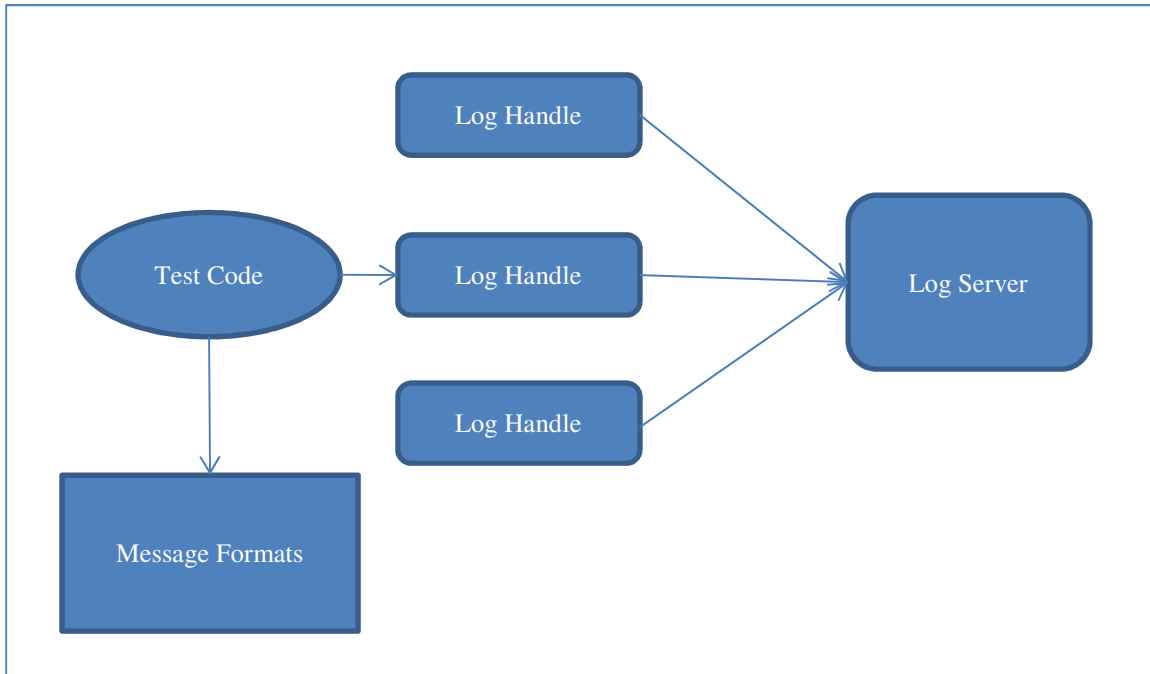 Log Handle
Test Code
Log Handle
Log Server
Log Handle
Message Formats